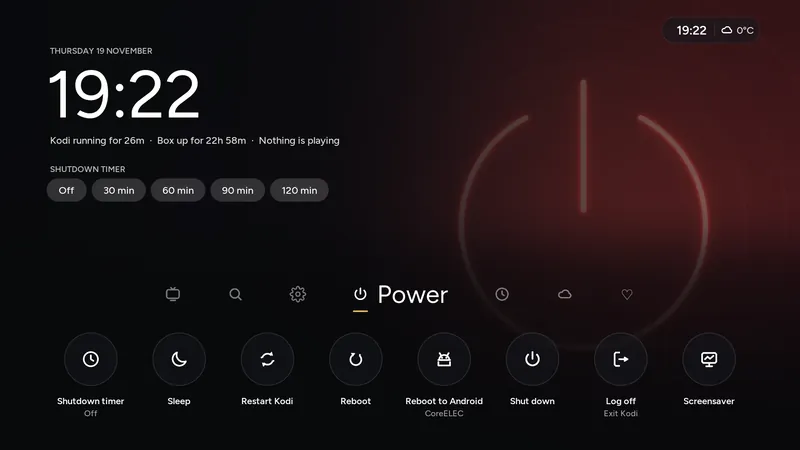 19:22 0°C
THURSDAY 19 NOVEMBER
19:22
Kodi running for 26m · Box up for 22h 58m · Nothing is playing
SHUTDOWN TIMER
Off 30 min 60 min 90 min 120 min
Power
Shutdown timer Sleep Restart Kodi Reboot Reboot to Android Shut down Log off Screensaver
Off CoreELEC Exit Kodi